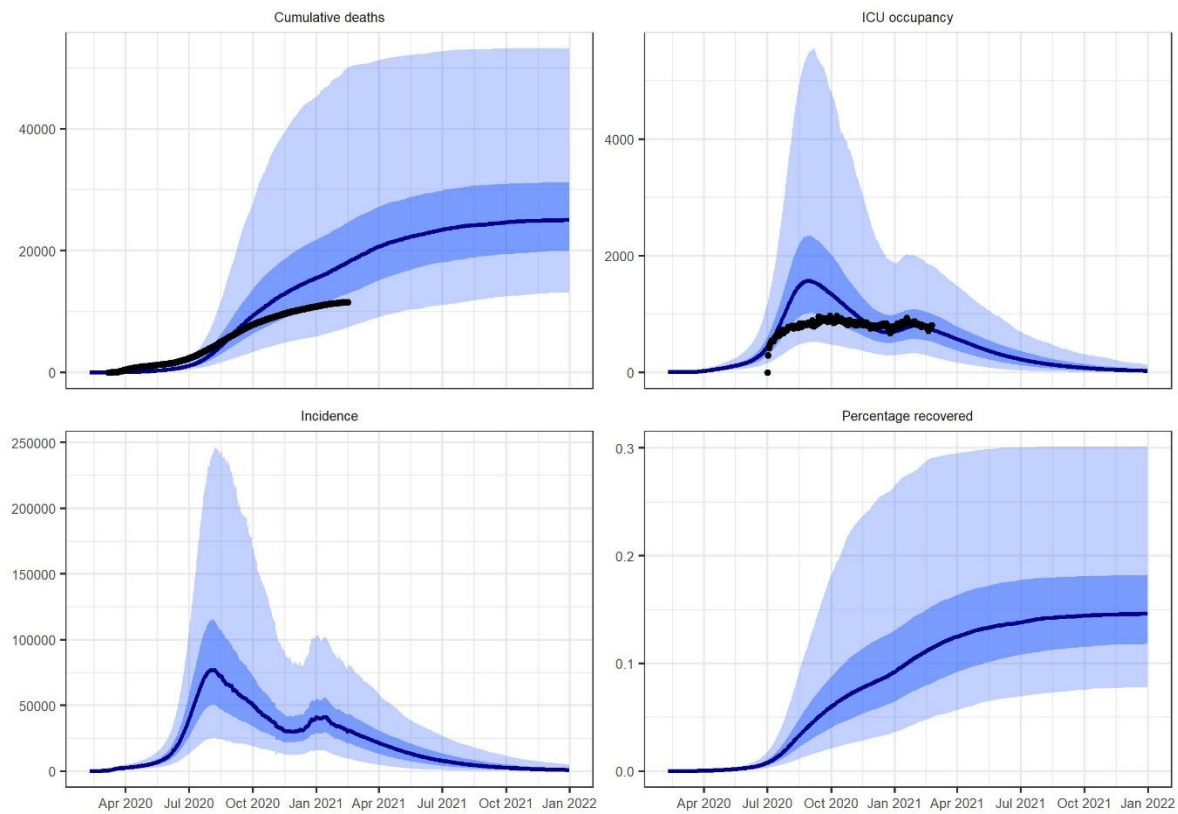 Cumulative deaths
ICU occupancy
40000
20000
0
4000
2000
0
Incidence
Percentage recovered
250000
200000
150000
100000
50000
0
0.3
0.2
0.1
0.0
Apr 2020 Jul 2020 Oct 2020 Jan 2021 Apr 2021 Jul 2021 Oct 2021 Jan 2022
Apr 2020 Jul 2020 Oct 2020 Jan 2021 Apr 2021 Jul 2021 Oct 2021 Jan 2022